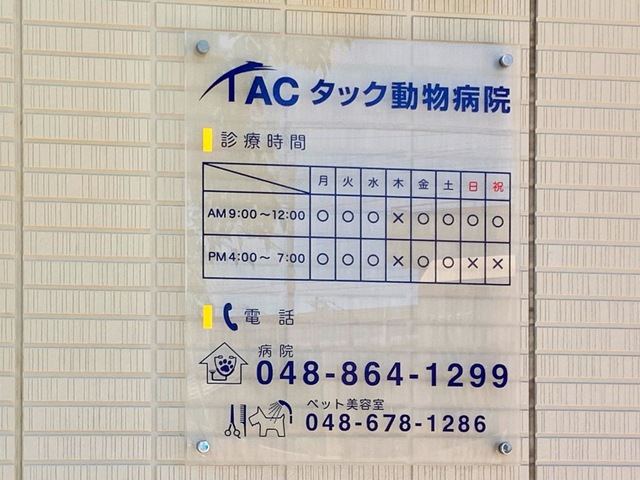 TAC タック動物病院
診療時間
月 火 水 木 金 土 日 祝
AM 9:00～12:00 ○ ○ ○ × ○ ○ ○ ○
PM 4:00～ 7:00 ○ ○ ○ × ○ ○ × ×
電話
病院
048-864-1299
ペット美容室
048-678-1286